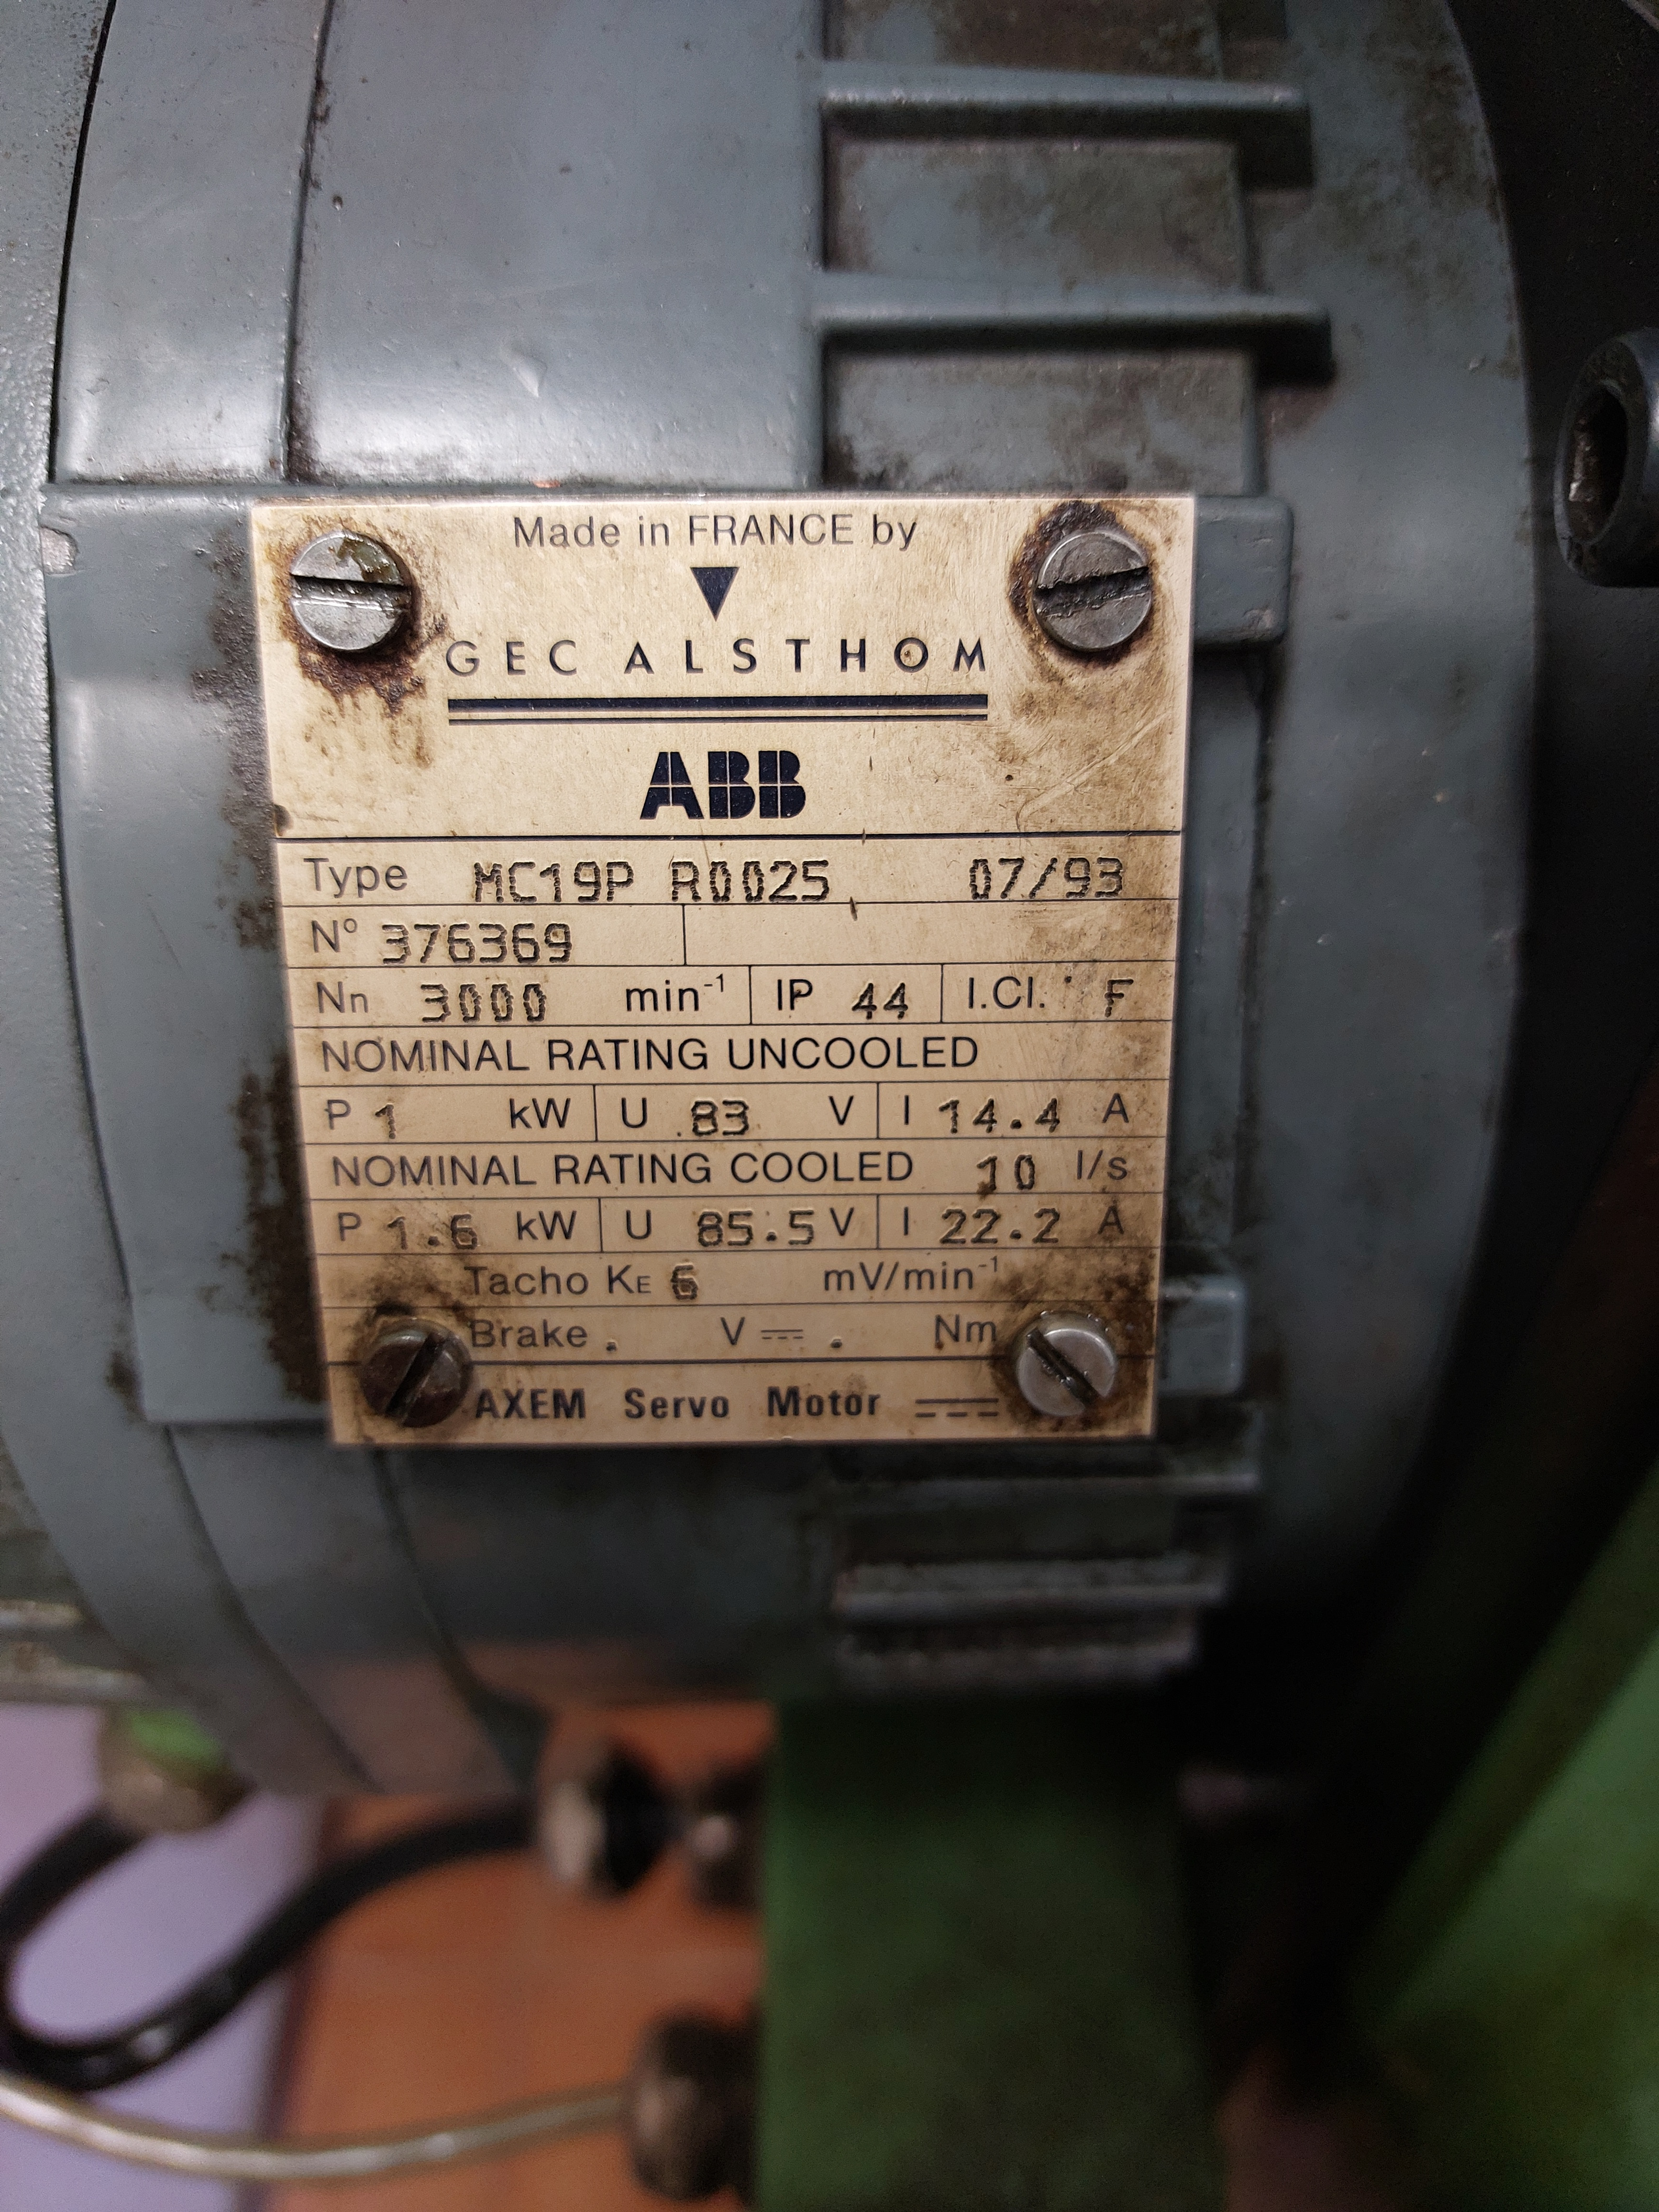 Made in FRANCE by
GEC ALSTHOM
ABB
Type MC19P R0025 07/93
N° 376369
Nn 3000 min⁻¹ IP 44 I.Cl. F
NOMINAL RATING UNCOOLED
P 1 kW U 83 V I 14.4 A
NOMINAL RATING COOLED 10 l/s
P 1.6 kW U 85.5 V I 22.2 A
Tacho KE 6 mV/min⁻¹
Brake . V ⎓ . Nm
AXEM Servo Motor ⎓